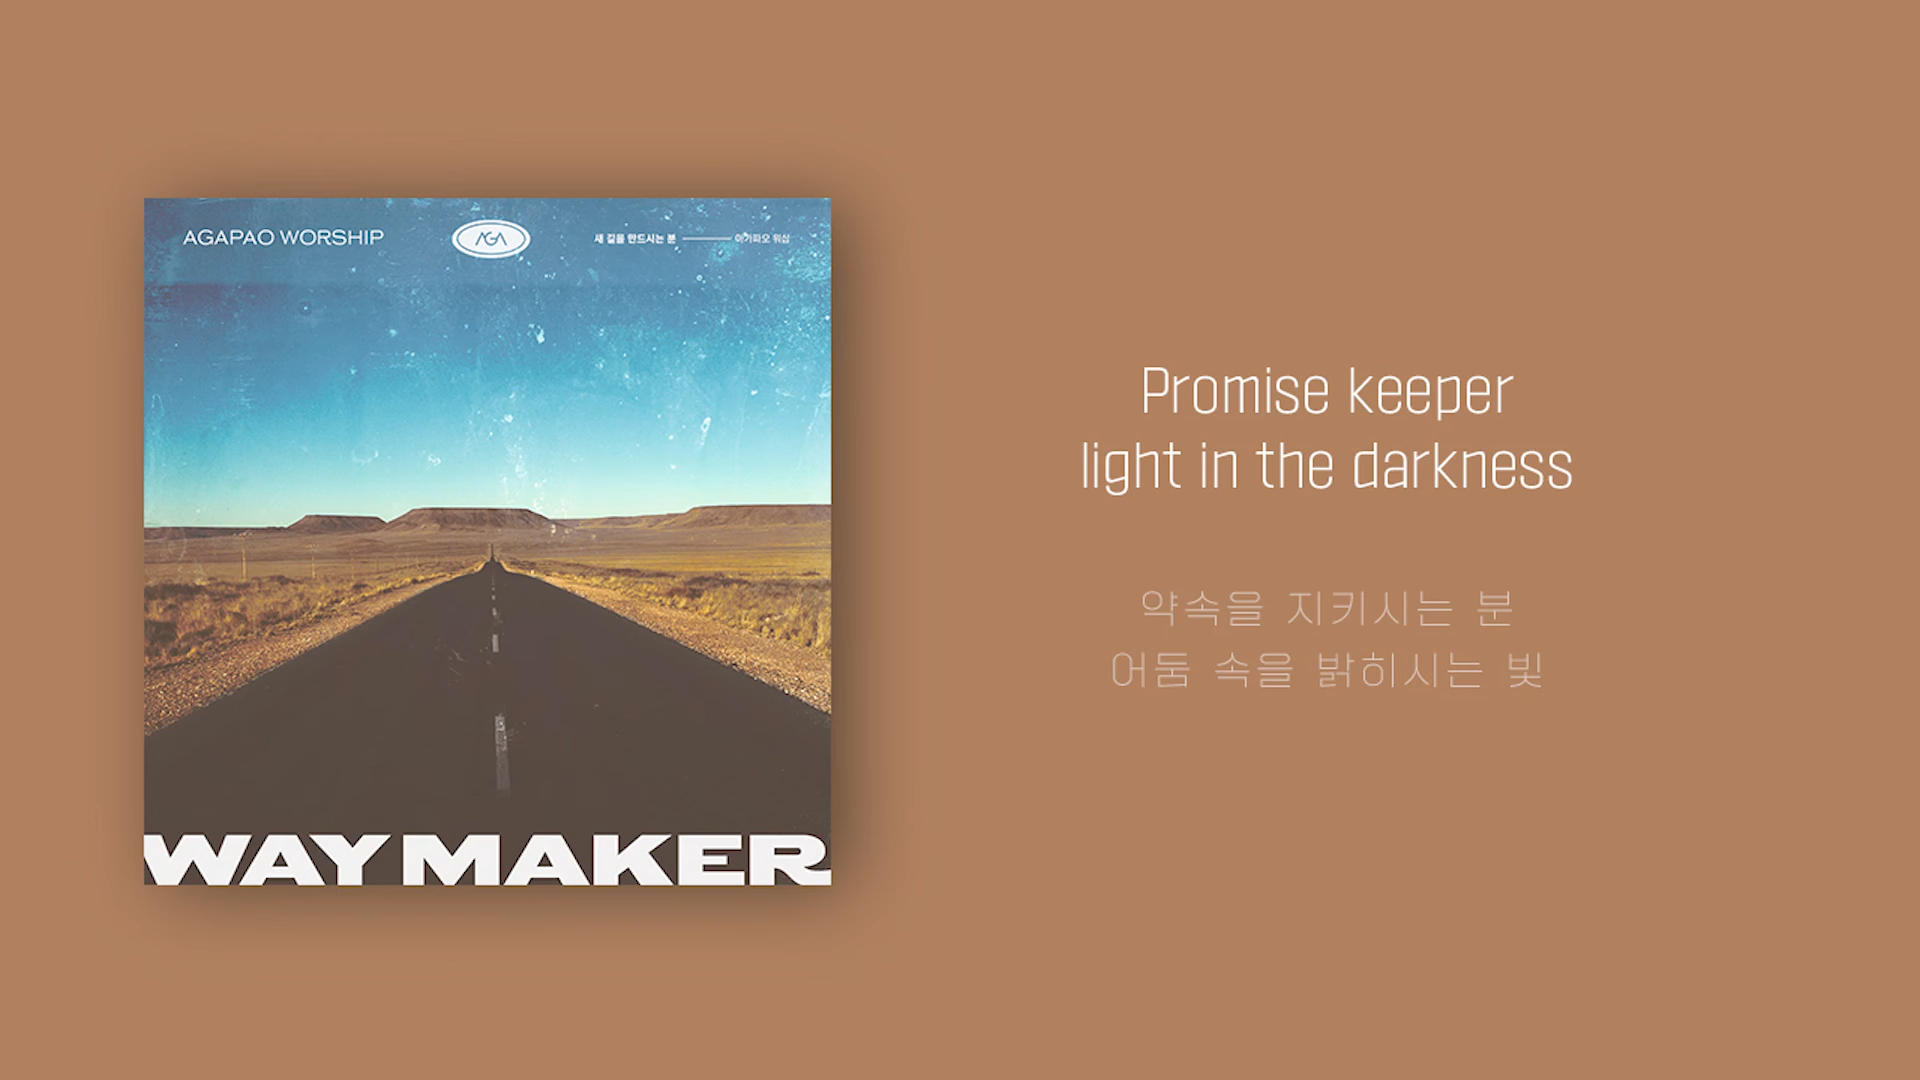 AGAPAO WORSHIP
AGA
새 길을 만드시는 분 아가파오 워십
WAY MAKER
Promise keeper
light in the darkness
약속을 지키시는 분
어둠 속을 밝히시는 빛